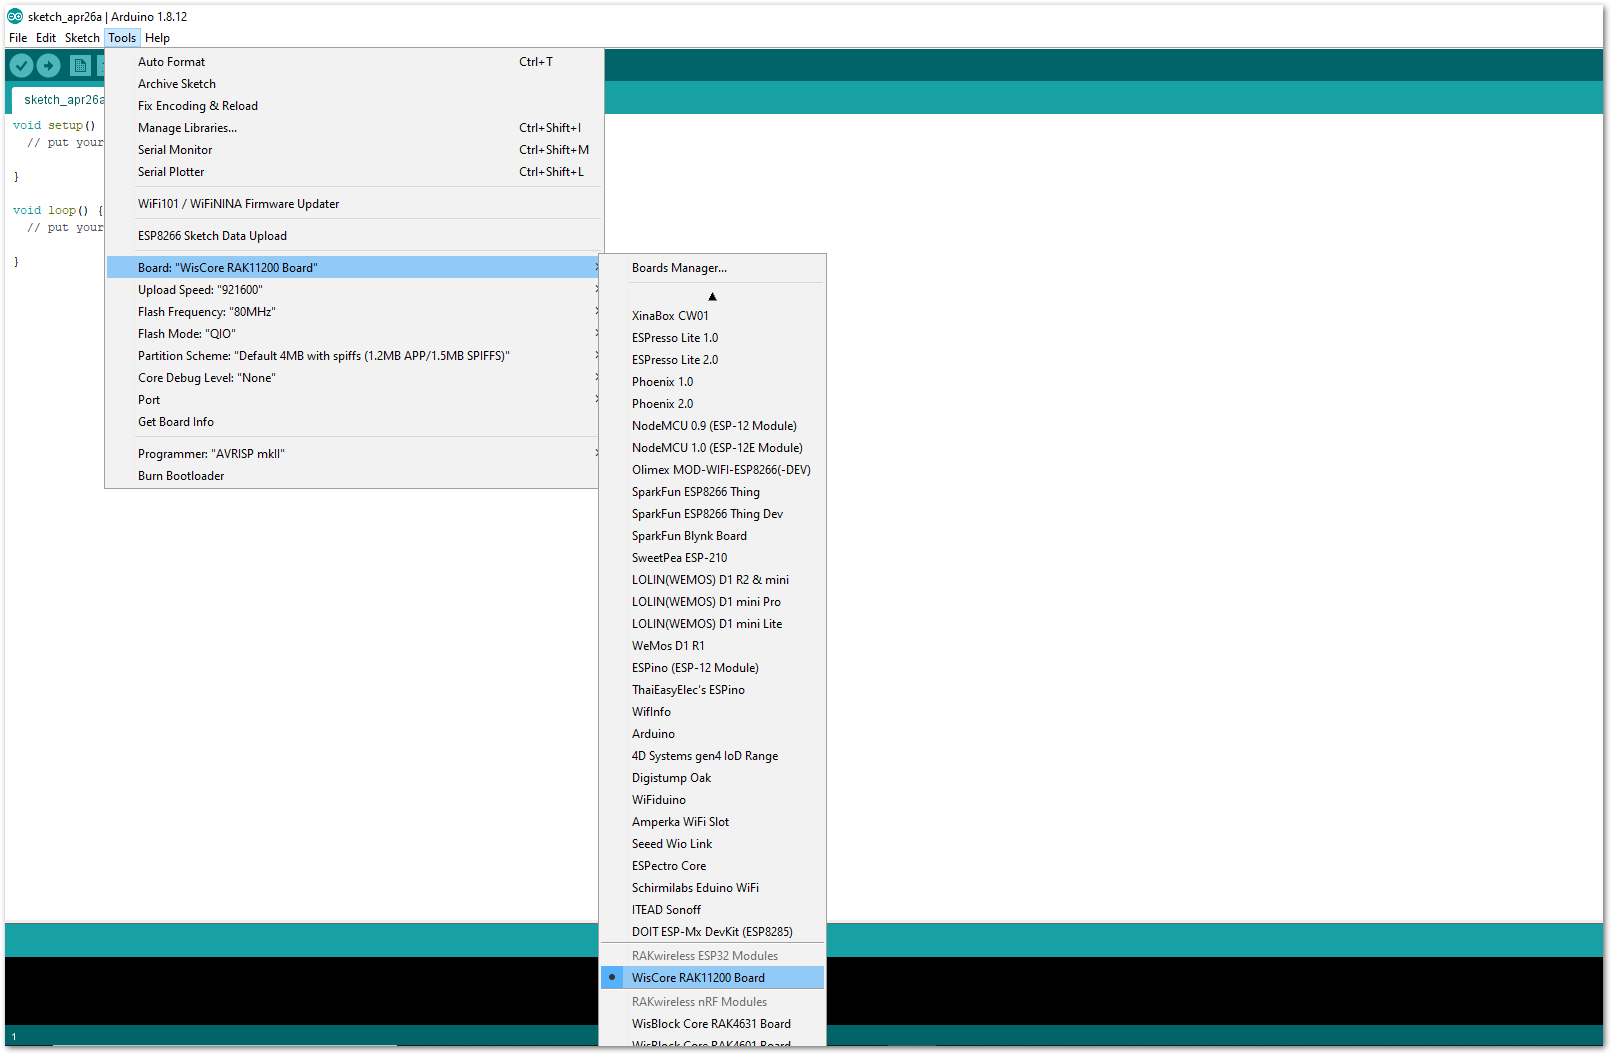 sketch_apr26a | Arduino 1.8.12
File Edit Sketch Tools Help
sketch_apr26a
void setup()
// put your
}
void loop() {
// put your
}
Auto Format Ctrl+T
Archive Sketch
Fix Encoding & Reload
Manage Libraries... Ctrl+Shift+I
Serial Monitor Ctrl+Shift+M
Serial Plotter Ctrl+Shift+L
WiFi101 / WiFiNINA Firmware Updater
ESP8266 Sketch Data Upload
Board: "WisCore RAK11200 Board"
Upload Speed: "921600"
Flash Frequency: "80MHz"
Flash Mode: "QIO"
Partition Scheme: "Default 4MB with spiffs (1.2MB APP/1.5MB SPIFFS)"
Core Debug Level: "None"
Port
Get Board Info
Programmer: "AVRISP mkII"
Burn Bootloader
Boards Manager...
XinaBox CW01
ESPresso Lite 1.0
ESPresso Lite 2.0
Phoenix 1.0
Phoenix 2.0
NodeMCU 0.9 (ESP-12 Module)
NodeMCU 1.0 (ESP-12E Module)
Olimex MOD-WIFI-ESP8266(-DEV)
SparkFun ESP8266 Thing
SparkFun ESP8266 Thing Dev
SparkFun Blynk Board
SweetPea ESP-210
LOLIN(WEMOS) D1 R2 & mini
LOLIN(WEMOS) D1 mini Pro
LOLIN(WEMOS) D1 mini Lite
WeMos D1 R1
ESPino (ESP-12 Module)
ThaiEasyElec's ESPino
WifInfo
Arduino
4D Systems gen4 IoD Range
Digistump Oak
WiFiduino
Amperka WiFi Slot
Seeed Wio Link
ESPectro Core
Schirmilabs Eduino WiFi
ITEAD Sonoff
DOIT ESP-Mx DevKit (ESP8285)
RAKwireless ESP32 Modules
WisCore RAK11200 Board
RAKwireless nRF Modules
WisBlock Core RAK4631 Board
WisBlock Core RAK4601 Board
1